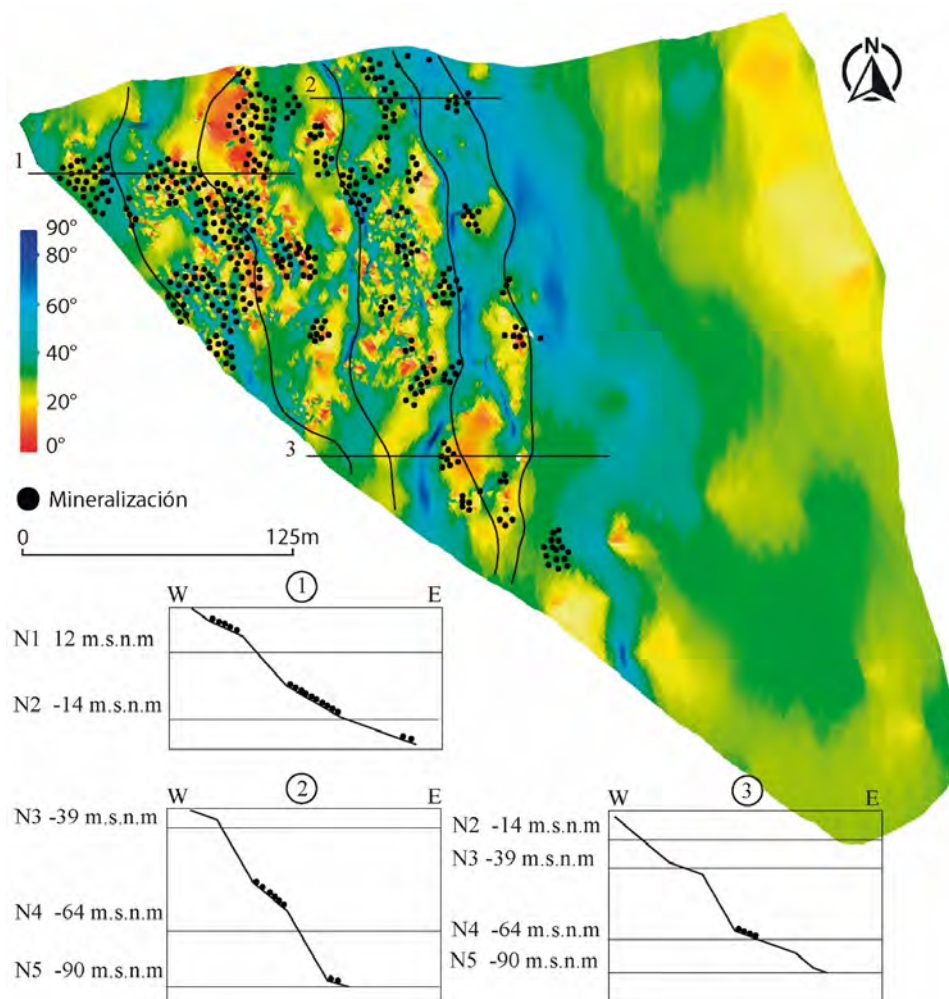 N
2
1
90°
80°
60°
40°
20°
0°
3
Mineralización
0 125m
1
W E
N1 12 m.s.n.m
N2 -14 m.s.n.m
2
W E
N3 -39 m.s.n.m
N4 -64 m.s.n.m
N5 -90 m.s.n.m
3
W E
N2 -14 m.s.n.m
N3 -39 m.s.n.m
N4 -64 m.s.n.m
N5 -90 m.s.n.m